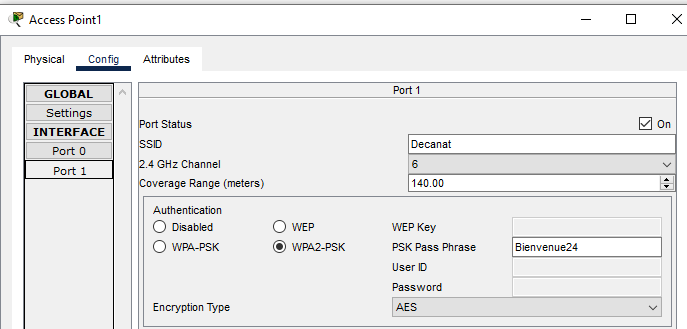 Access Point1
Physical Config Attributes
GLOBAL
Settings
INTERFACE
Port 0
Port 1
Port 1
Port Status On
SSID Decanat
2.4 GHz Channel 6
Coverage Range (meters) 140.00
Authentication
Disabled WEP WEP Key
WPA-PSK WPA2-PSK PSK Pass Phrase Bienvenue24
User ID
Password
Encryption Type AES